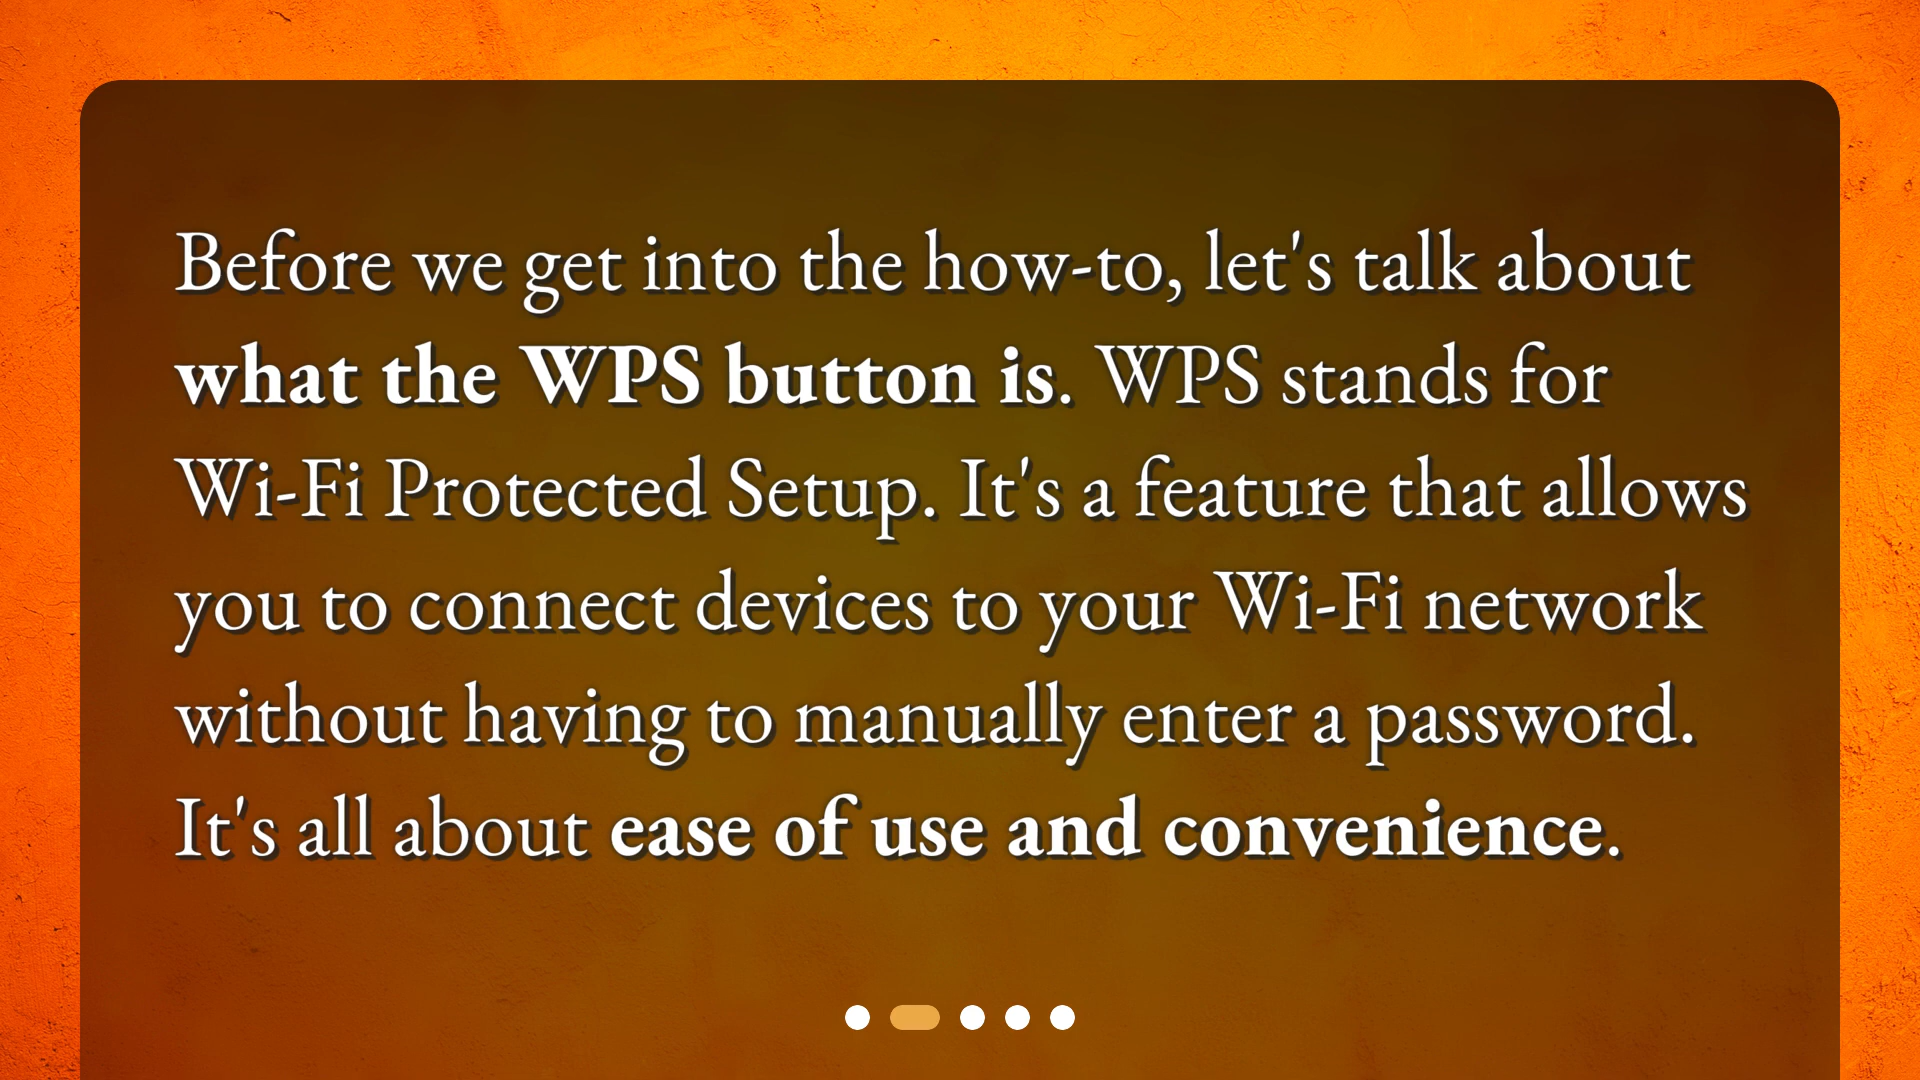 Before we get into the how-to, let's talk about
what the WPS button is. WPS stands for
Wi-Fi Protected Setup. It's a feature that allows
you to connect devices to your Wi-Fi network
without having to manually enter a password.
It's all about ease of use and convenience.